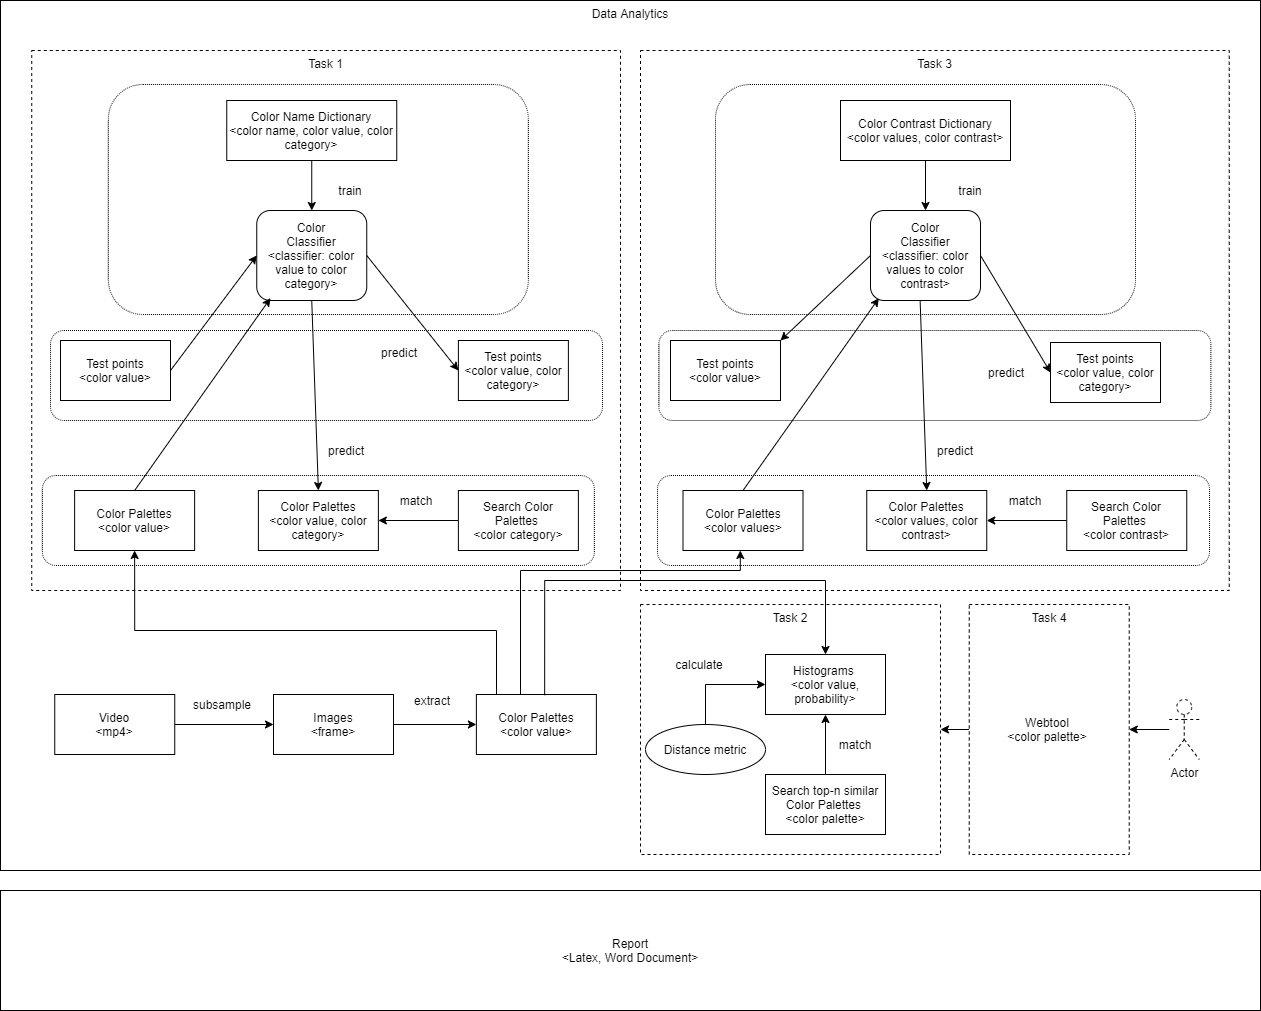 Data Analytics
Task 1
Color Name Dictionary
<color name, color value, color
category>
train
Color
Classifier
<classifier: color
value to color
category>
Test points
<color value>
predict
Test points
<color value, color
category>
predict
Color Palettes
<color value>
Color Palettes
<color value, color
category>
match
Search Color
Palettes
<color category>
Task 3
Color Contrast Dictionary
<color values, color contrast>
train
Color
Classifier
<classifier: color
values to color
contrast>
Test points
<color value>
predict
Test points
<color value, color
category>
predict
Color Palettes
<color values>
Color Palettes
<color values, color
contrast>
match
Search Color
Palettes
<color contrast>
Video
<mp4>
subsample
Images
<frame>
extract
Color Palettes
<color value>
Task 2
calculate
Histograms
<color value,
probability>
Distance metric
match
Search top-n similar
Color Palettes
<color palette>
Task 4
Webtool
<color palette>
Actor
Report
<Latex, Word Document>